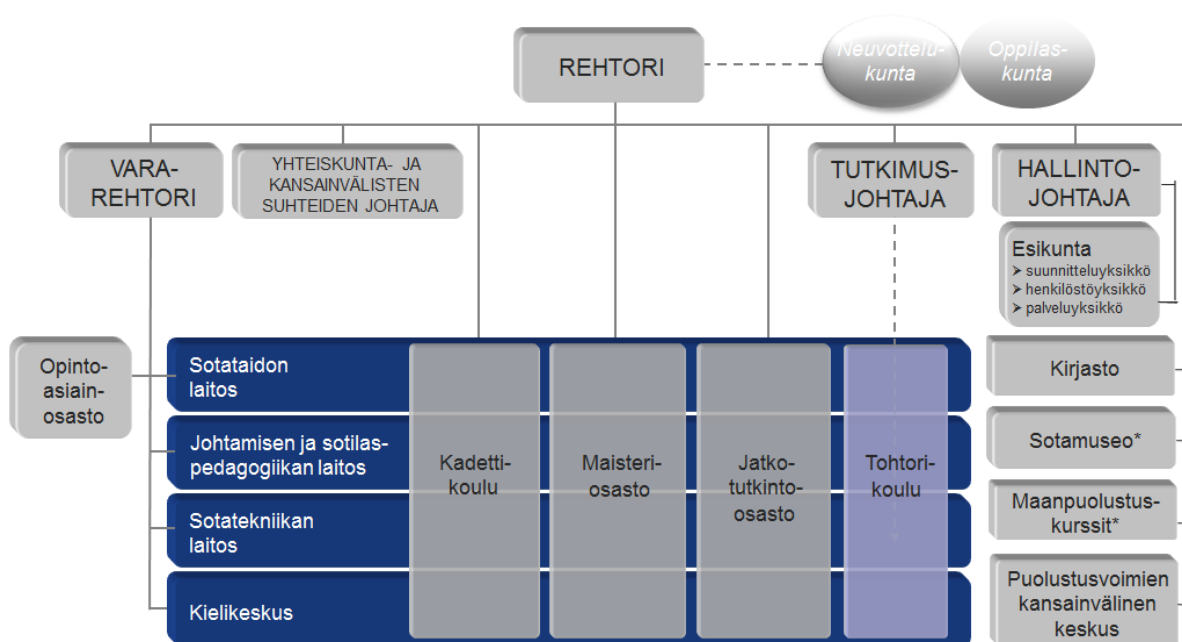 REHTORI
Neuvottelu-
kunta
Oppilas-
kunta
VARA-
REHTORI
YHTEISKUNTA- JA
KANSAINVÄLISTEN
SUHTEIDEN JOHTAJA
TUTKIMUS-
JOHTAJA
HALLINTO-
JOHTAJA
Esikunta
➢ suunnitteluyksikkö
➢ henkilöstöyksikkö
➢ palveluyksikkö
Opinto-
asiain-
osasto
Sotataidon
laitos
Johtamisen ja sotilas-
pedagogiikan laitos
Sotatekniikan
laitos
Kielikeskus
Kadetti-
koulu
Maisteri-
osasto
Jatko-
tutkinto-
osasto
Tohtori-
koulu
Kirjasto
Sotamuseo*
Maanpuolustus-
kurssit*
Puolustusvoimien
kansainvälinen
keskus